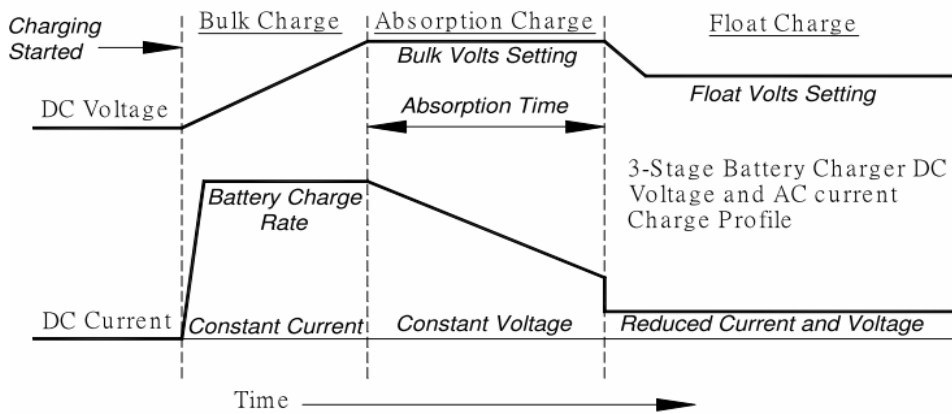 Charging
Started
Bulk Charge
Absorption Charge
Float Charge
Bulk Volts Setting
DC Voltage
Float Volts Setting
Absorption Time
3-Stage Battery Charger DC
Voltage and AC current
Charge Profile
Battery Charge
Rate
DC Current
Constant Current
Constant Voltage
Reduced Current and Voltage
Time